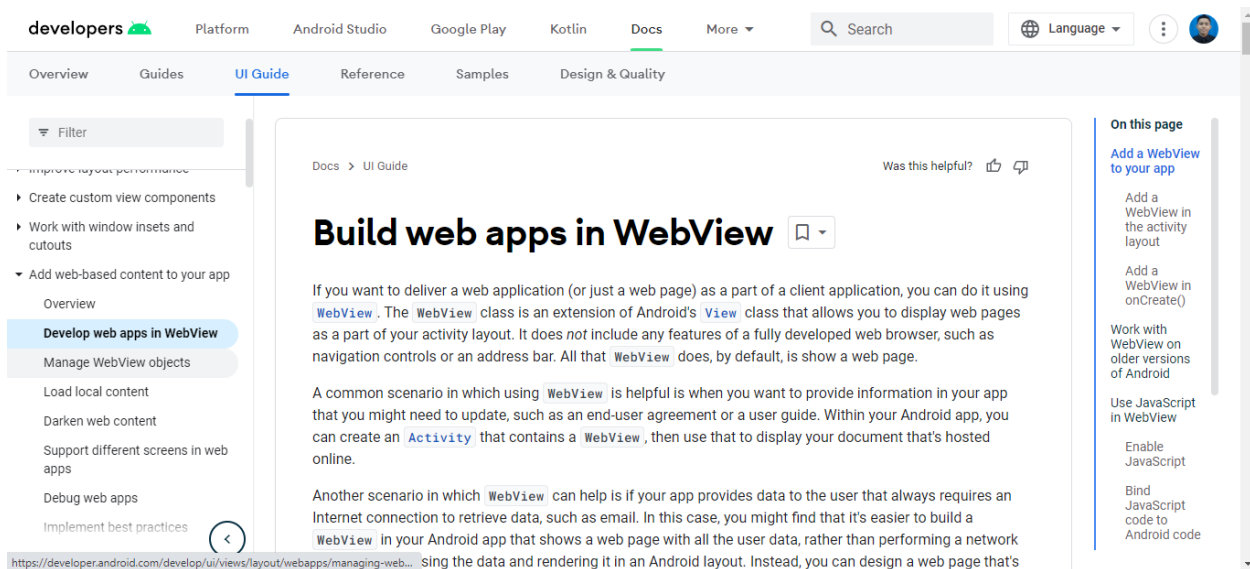 developers
Platform
Android Studio
Google Play
Kotlin
Docs
More
Search
Language
Overview
Guides
UI Guide
Reference
Samples
Design & Quality
Filter
Improve layout performance
Create custom view components
Work with window insets and
cutouts
Add web-based content to your app
Overview
Develop web apps in WebView
Manage WebView objects
Load local content
Darken web content
Support different screens in web
apps
Debug web apps
Implement best practices
https://developer.android.com/develop/ui/views/layout/webapps/managing-web...
Docs > UI Guide
Was this helpful?
Build web apps in WebView
If you want to deliver a web application (or just a web page) as a part of a client application, you can do it using
WebView. The WebView class is an extension of Android's View class that allows you to display web pages
as a part of your activity layout. It does not include any features of a fully developed web browser, such as
navigation controls or an address bar. All that WebView does, by default, is show a web page.
A common scenario in which using WebView is helpful is when you want to provide information in your app
that you might need to update, such as an end-user agreement or a user guide. Within your Android app, you
can create an Activity that contains a WebView, then use that to display your document that's hosted
online.
Another scenario in which WebView can help is if your app provides data to the user that always requires an
Internet connection to retrieve data, such as email. In this case, you might find that it's easier to build a
WebView in your Android app that shows a web page with all the user data, rather than performing a network
sing the data and rendering it in an Android layout. Instead, you can design a web page that's
On this page
Add a WebView
to your app
Add a
WebView in
the activity
layout
Add a
WebView in
onCreate()
Work with
WebView on
older versions
of Android
Use JavaScript
in WebView
Enable
JavaScript
Bind
JavaScript
code to
Android code